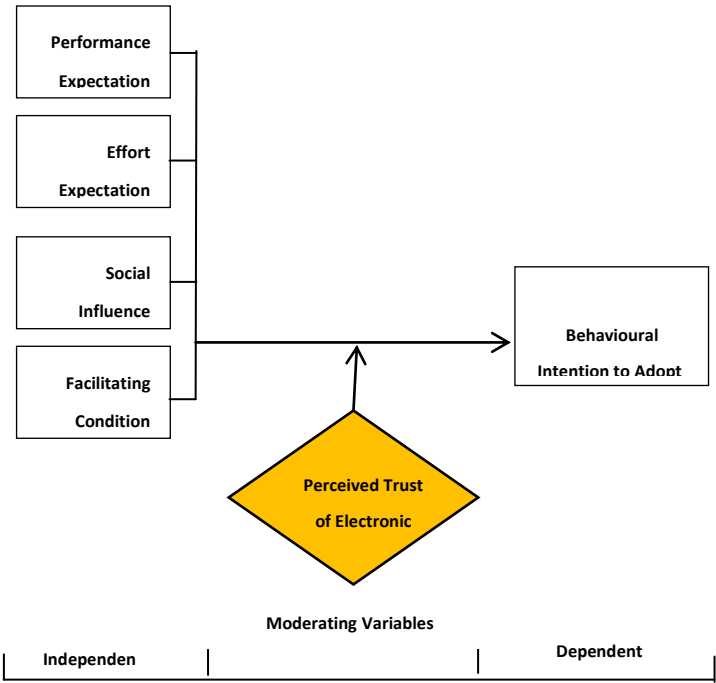 Performance
Expectation
Effort
Expectation
Social
Influence
Facilitating
Condition
Behavioural
Intention to Adopt
Perceived Trust
of Electronic
Moderating Variables
Independen
Dependent